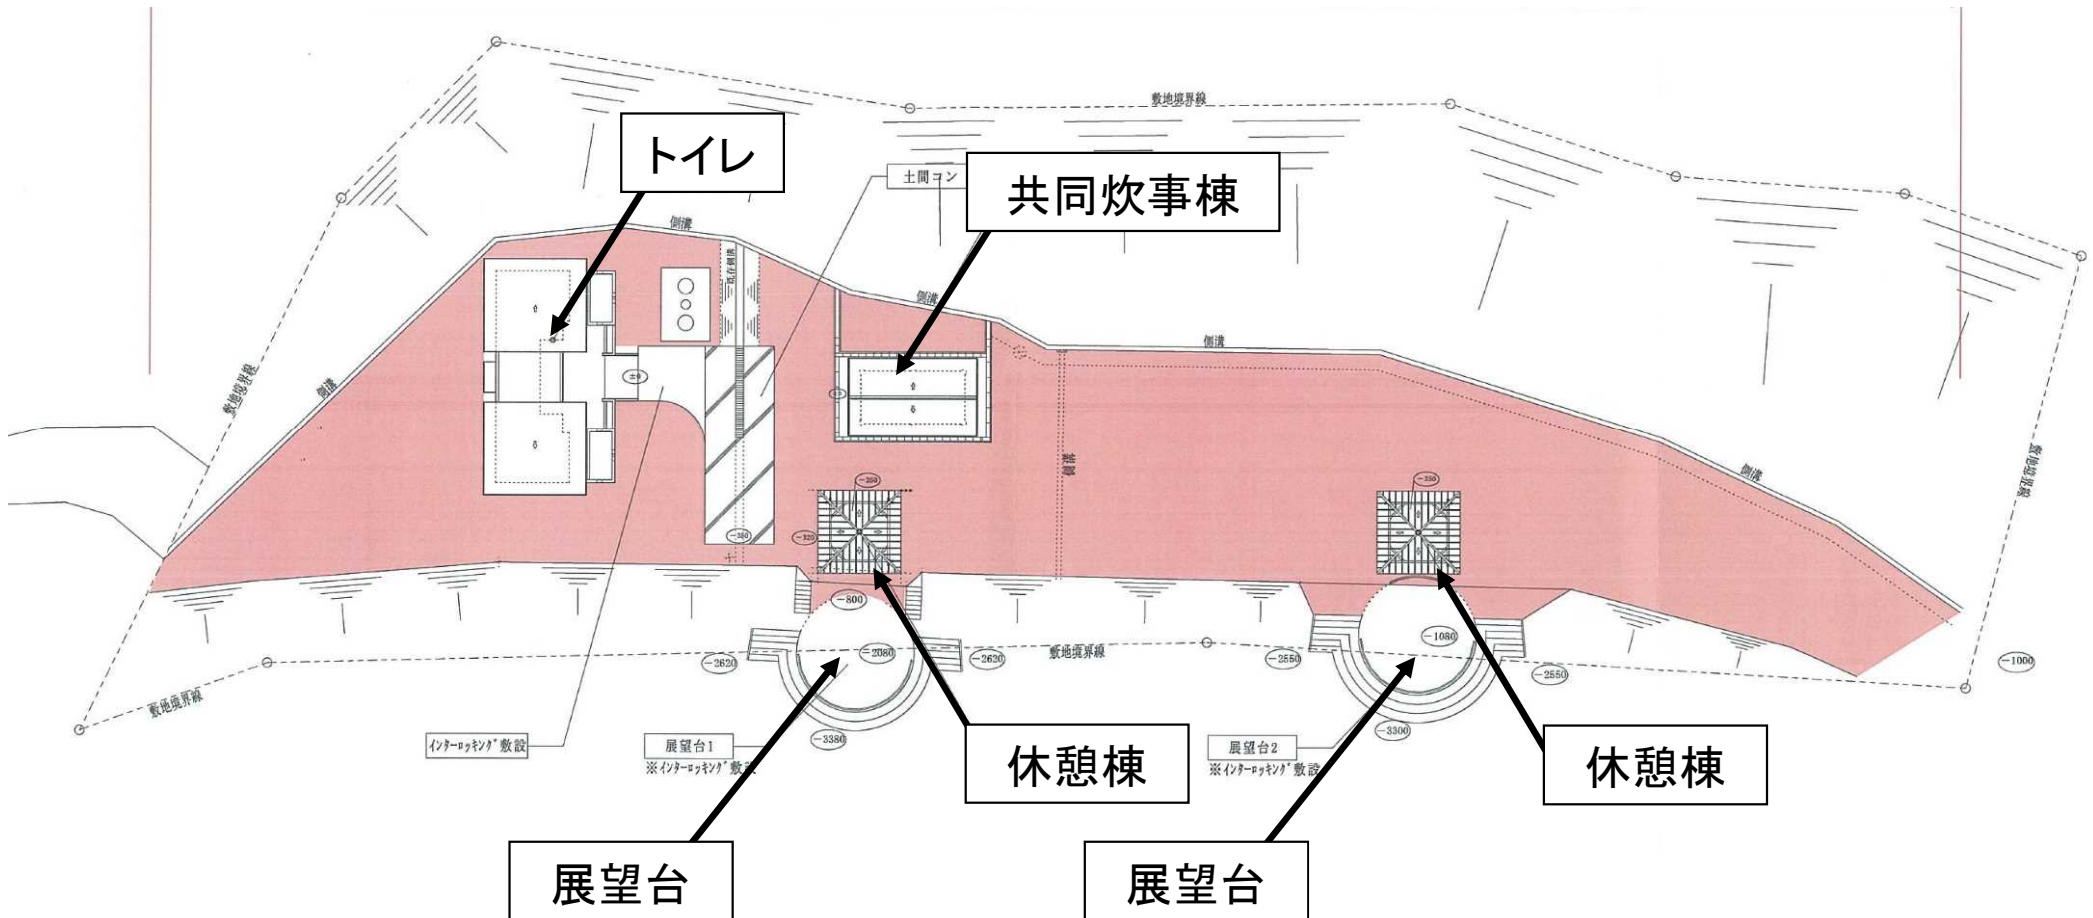 敷地境界線
トイレ
土間コン
共同炊事棟
側溝
既存側溝
側溝
側溝
敷地境界線
側溝
±0
側溝
側溝
敷地境界線
-250
-250
-350
-320
-800
-2080
-1080
-2620
-2620
敷地境界線
-2550
-2550
-1000
敷地境界線
-3380
-3300
インターロッキング敷設
展望台1
※インターロッキング敷設
展望台2
※インターロッキング敷設
休憩棟
休憩棟
展望台
展望台